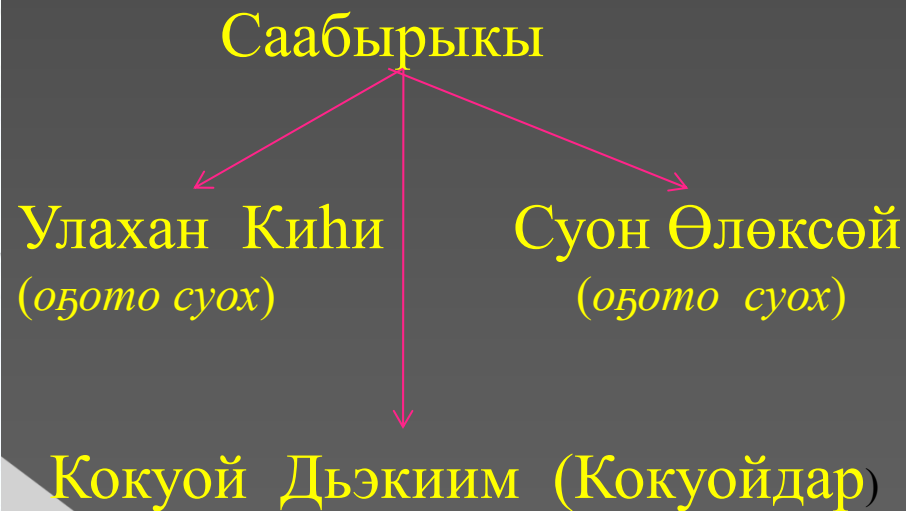 Саабырыкы
Улахан Киһи Суон Өлөксөй
(оҕото суох) (оҕото суох)
Кокуой Дьэкиим (Кокуойдар)